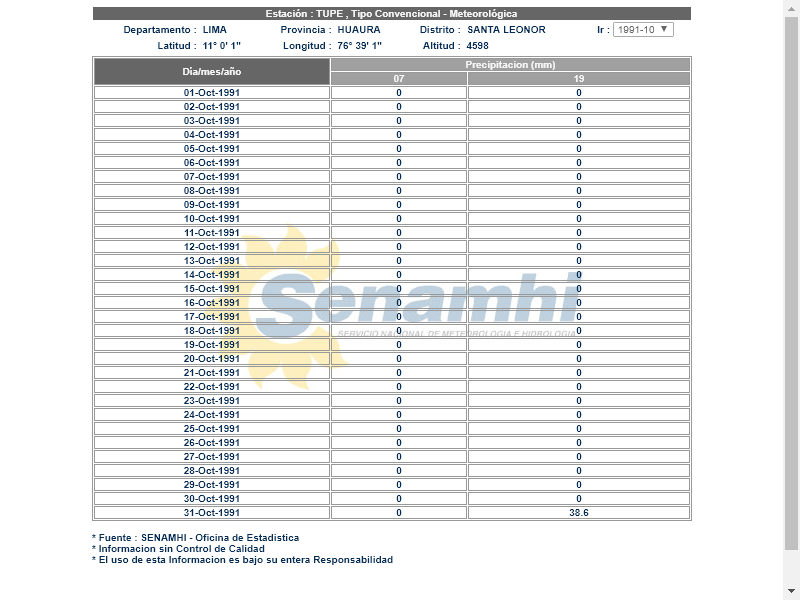 Estación : TUPE , Tipo Convencional - Meteorológica
Departamento : LIMA Provincia : HUAURA Distrito : SANTA LEONOR Ir : 1991-10
Latitud : 11° 0' 1" Longitud : 76° 39' 1" Altitud : 4598
Dia/mes/año Precipitacion (mm)
07 19
01-Oct-1991 0 0
02-Oct-1991 0 0
03-Oct-1991 0 0
04-Oct-1991 0 0
05-Oct-1991 0 0
06-Oct-1991 0 0
07-Oct-1991 0 0
08-Oct-1991 0 0
09-Oct-1991 0 0
10-Oct-1991 0 0
11-Oct-1991 0 0
12-Oct-1991 0 0
13-Oct-1991 0 0
14-Oct-1991 0 0
15-Oct-1991 0 0
16-Oct-1991 0 0
17-Oct-1991 0 0
18-Oct-1991 0 0
19-Oct-1991 0 0
20-Oct-1991 0 0
21-Oct-1991 0 0
22-Oct-1991 0 0
23-Oct-1991 0 0
24-Oct-1991 0 0
25-Oct-1991 0 0
26-Oct-1991 0 0
27-Oct-1991 0 0
28-Oct-1991 0 0
29-Oct-1991 0 0
30-Oct-1991 0 0
31-Oct-1991 0 38.6
Senamhi
SERVICIO NACIONAL DE METEOROLOGIA E HIDROLOGIA
* Fuente : SENAMHI - Oficina de Estadistica
* Informacion sin Control de Calidad
* El uso de esta Informacion es bajo su entera Responsabilidad